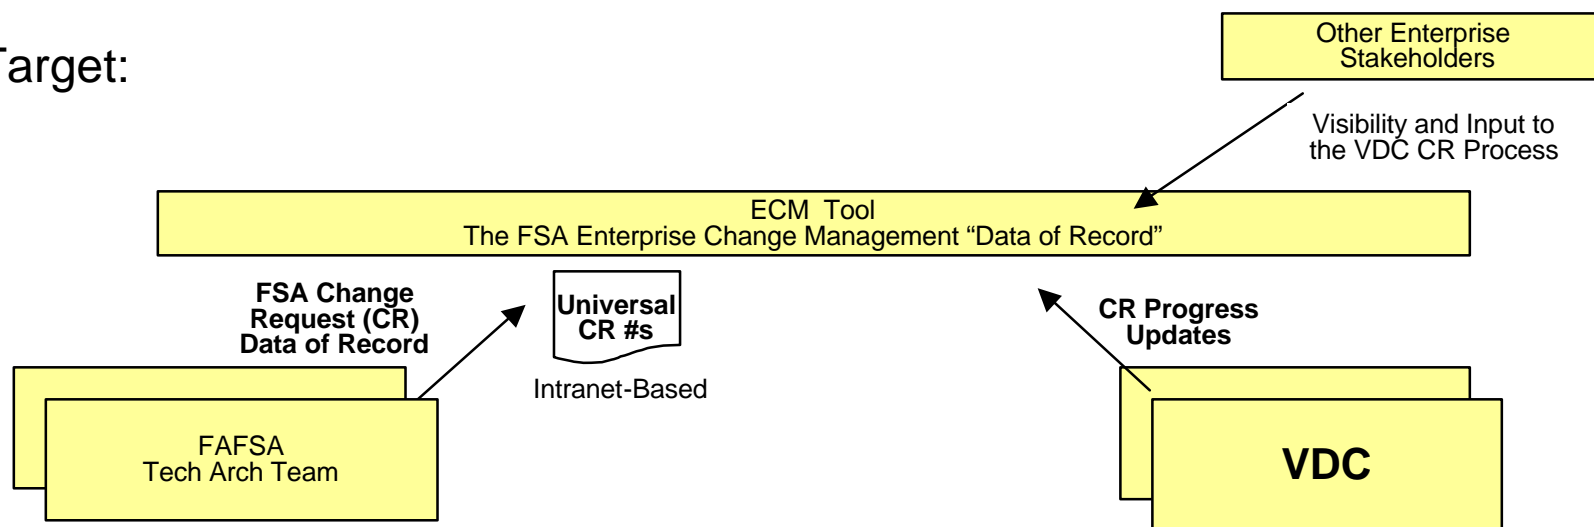 Other Enterprise
Stakeholders
Target:
Visibility and Input to
the VDC CR Process
ECM Tool
The FSA Enterprise Change Management “Data of Record”
FSA Change
Request (CR)
Data of Record
Universal
CR #s
CR Progress
Updates
Intranet-Based
FAFSA
Tech Arch Team
VDC